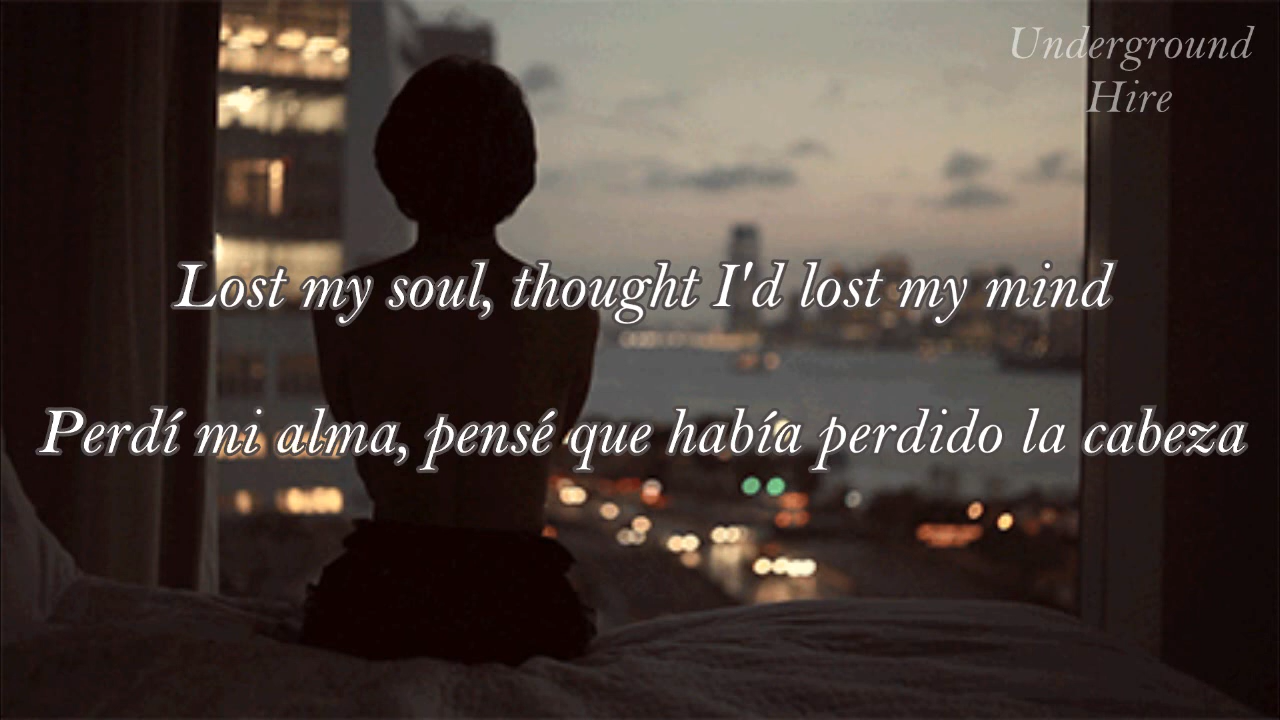 Underground
Hire
Lost my soul, thought I'd lost my mind
Perdí mi alma, pensé que había perdido la cabeza